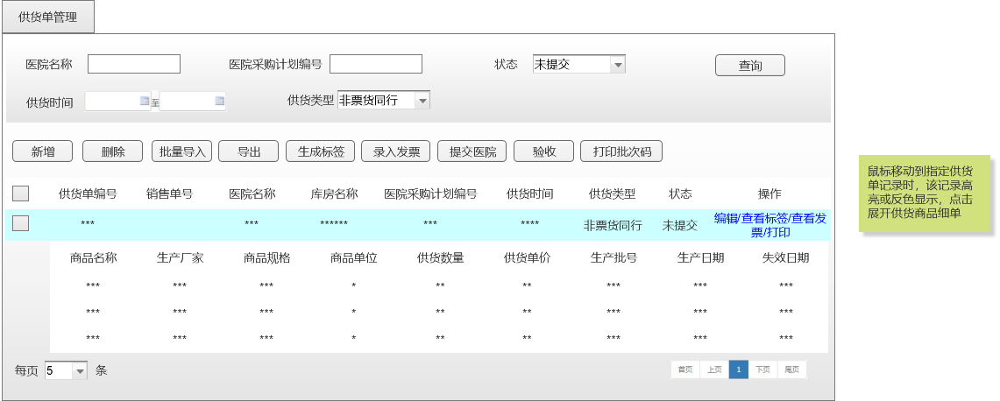 供货单管理
医院名称 医院采购计划编号 状态 未提交 查询
供货时间 至 供货类型 非票货同行
新增 删除 批量导入 导出 生成标签 录入发票 提交医院 验收 打印批次码
供货单编号 销售单号 医院名称 库房名称 医院采购计划编号 供货时间 供货类型 状态 操作
*** *** ****** *** **** 非票货同行 未提交 编辑/查看标签/查看发
票/打印
商品名称 生产厂家 商品规格 商品单位 供货数量 供货单价 生产批号 生产日期 失效日期
*** *** *** * ** ** *** *** ***
*** *** *** * ** ** *** *** ***
*** *** *** * ** ** *** *** ***
每页 5 条 首页 上页 1 下页 尾页
鼠标移动到指定供货
单记录时，该记录高
亮或反色显示，点击
展开供货商品细单